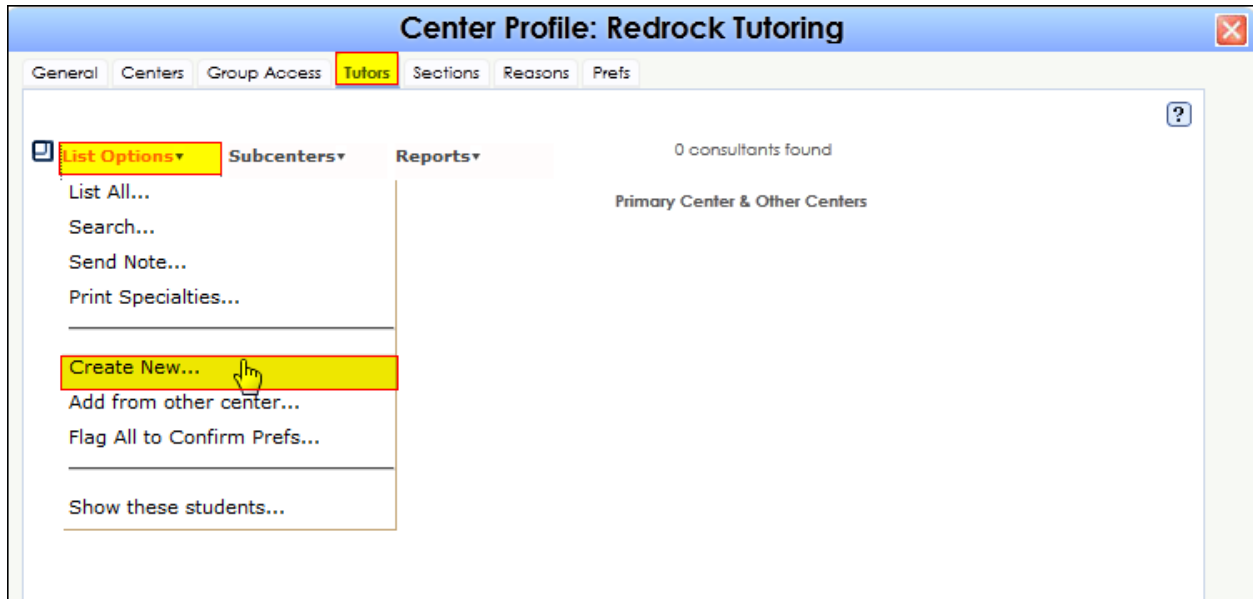 Center Profile: Redrock Tutoring
General Centers Group Access Tutors Sections Reasons Prefs
?
List Options▾ Subcenters▾ Reports▾ 0 consultants found
List All...
Primary Center & Other Centers
Search...
Send Note...
Print Specialties...
Create New...
Add from other center...
Flag All to Confirm Prefs...
Show these students...